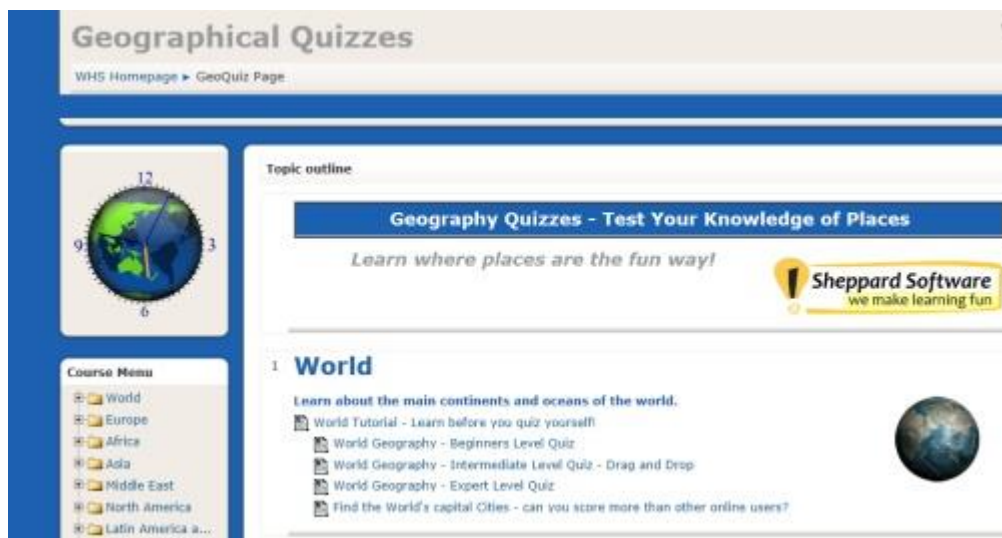 Geographical Quizzes
WHS Homepage ► GeoQuiz Page
12
9
3
6
Topic outline
Geography Quizzes - Test Your Knowledge of Places
Learn where places are the fun way!
Sheppard Software
we make learning fun
Course Menu
World
Europe
Africa
Asia
Middle East
North America
Latin America a...
1 World
Learn about the main continents and oceans of the world.
World Tutorial - Learn before you quiz yourself!
World Geography - Beginners Level Quiz
World Geography - Intermediate Level Quiz - Drag and Drop
World Geography - Expert Level Quiz
Find the World's capital Cities - can you score more than other online users?